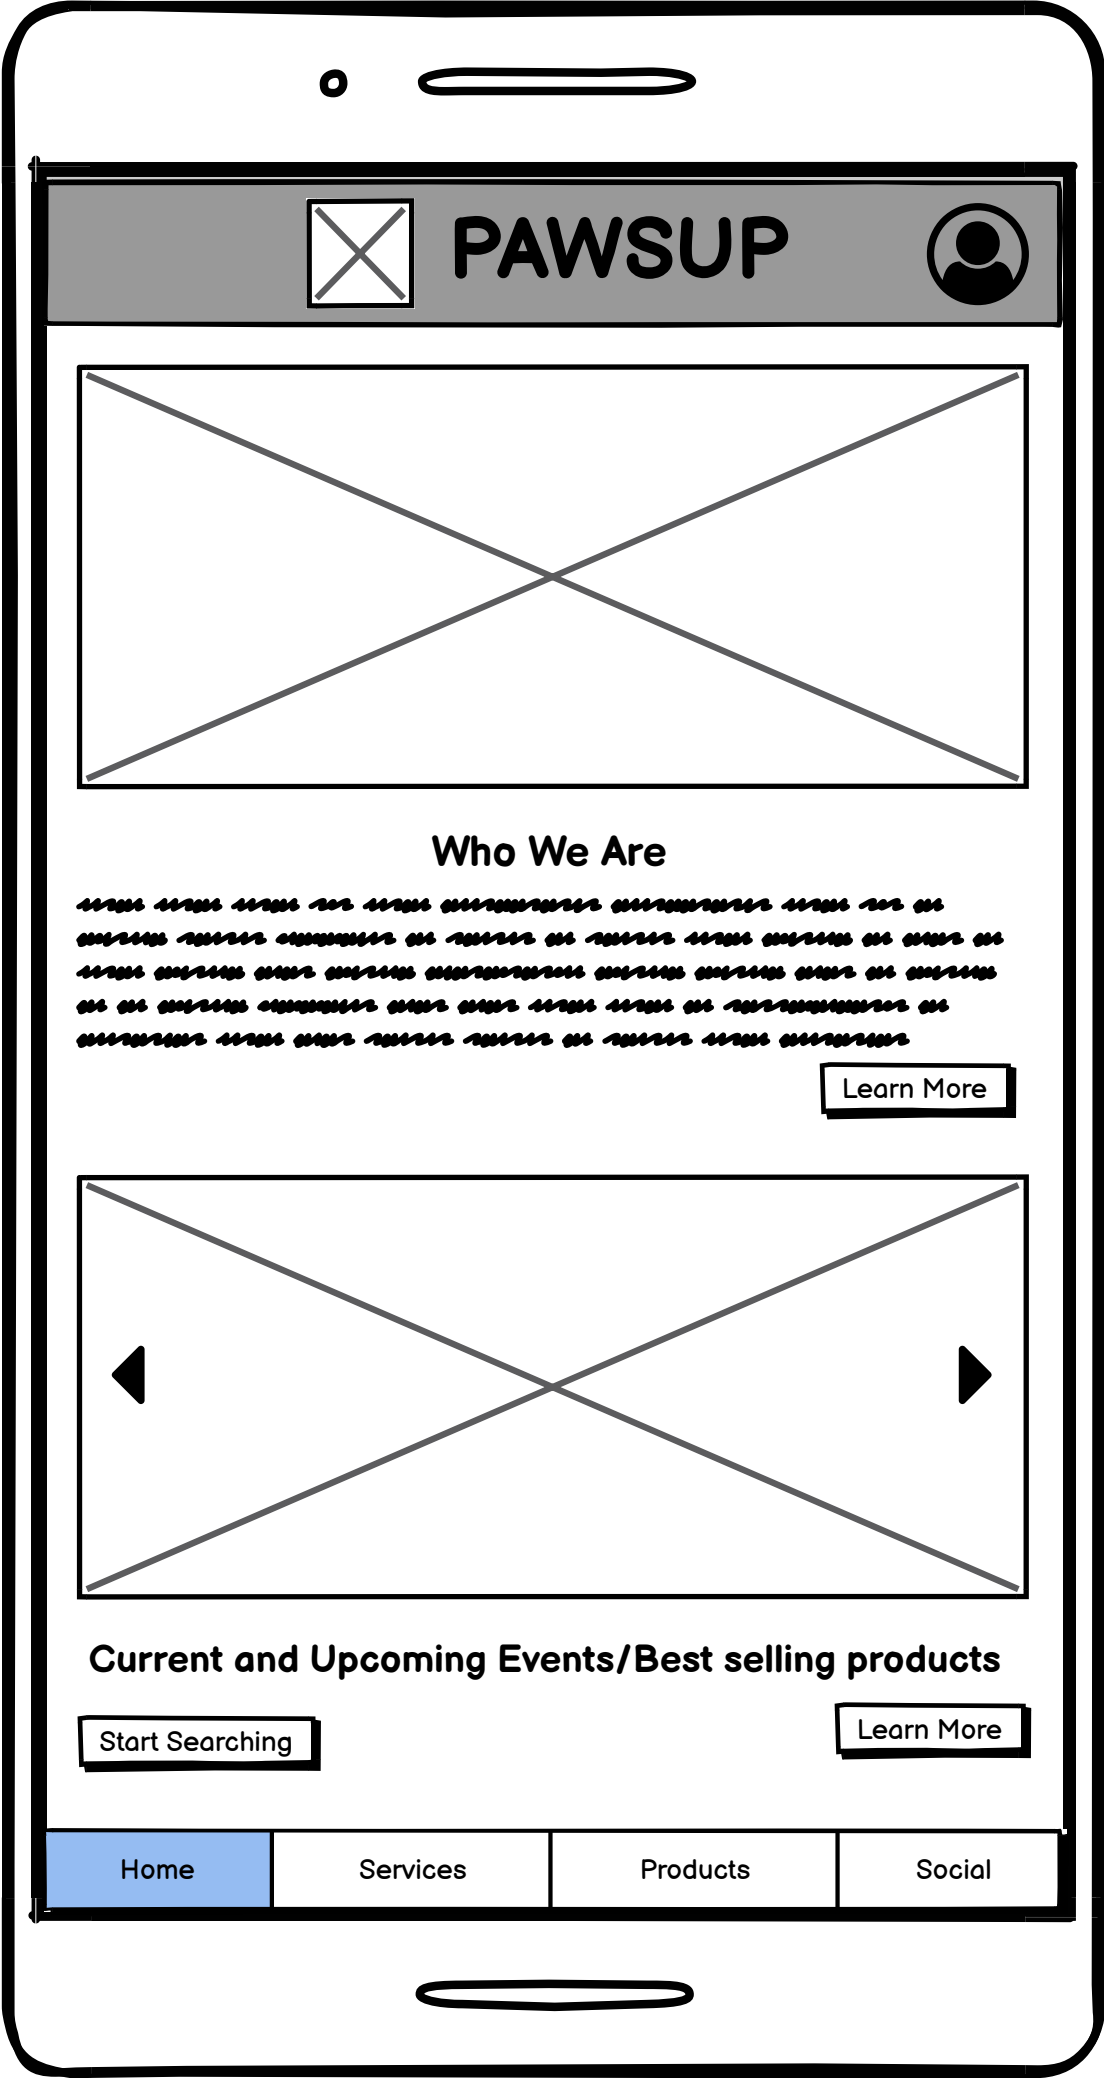 PAWSUP
Who We Are
Learn More
Current and Upcoming Events/Best selling products
Start Searching
Learn More
Home
Services
Products
Social